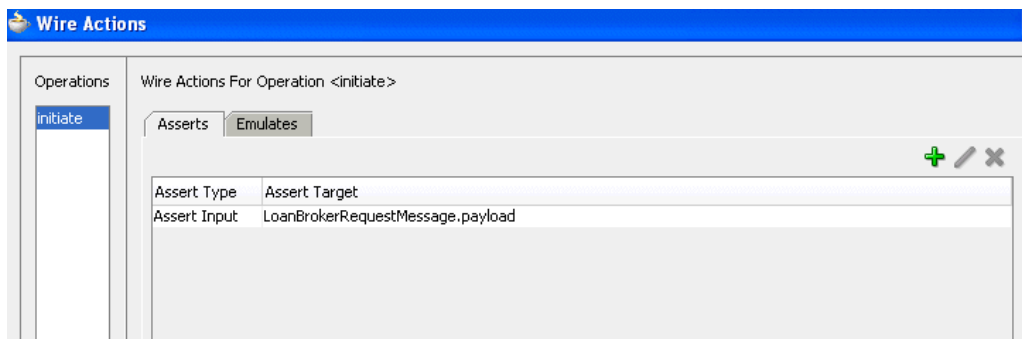 Wire Actions
Operations
Wire Actions For Operation <initiate>
initiate
Asserts
Emulates
Assert Type
Assert Target
Assert Input
LoanBrokerRequestMessage.payload